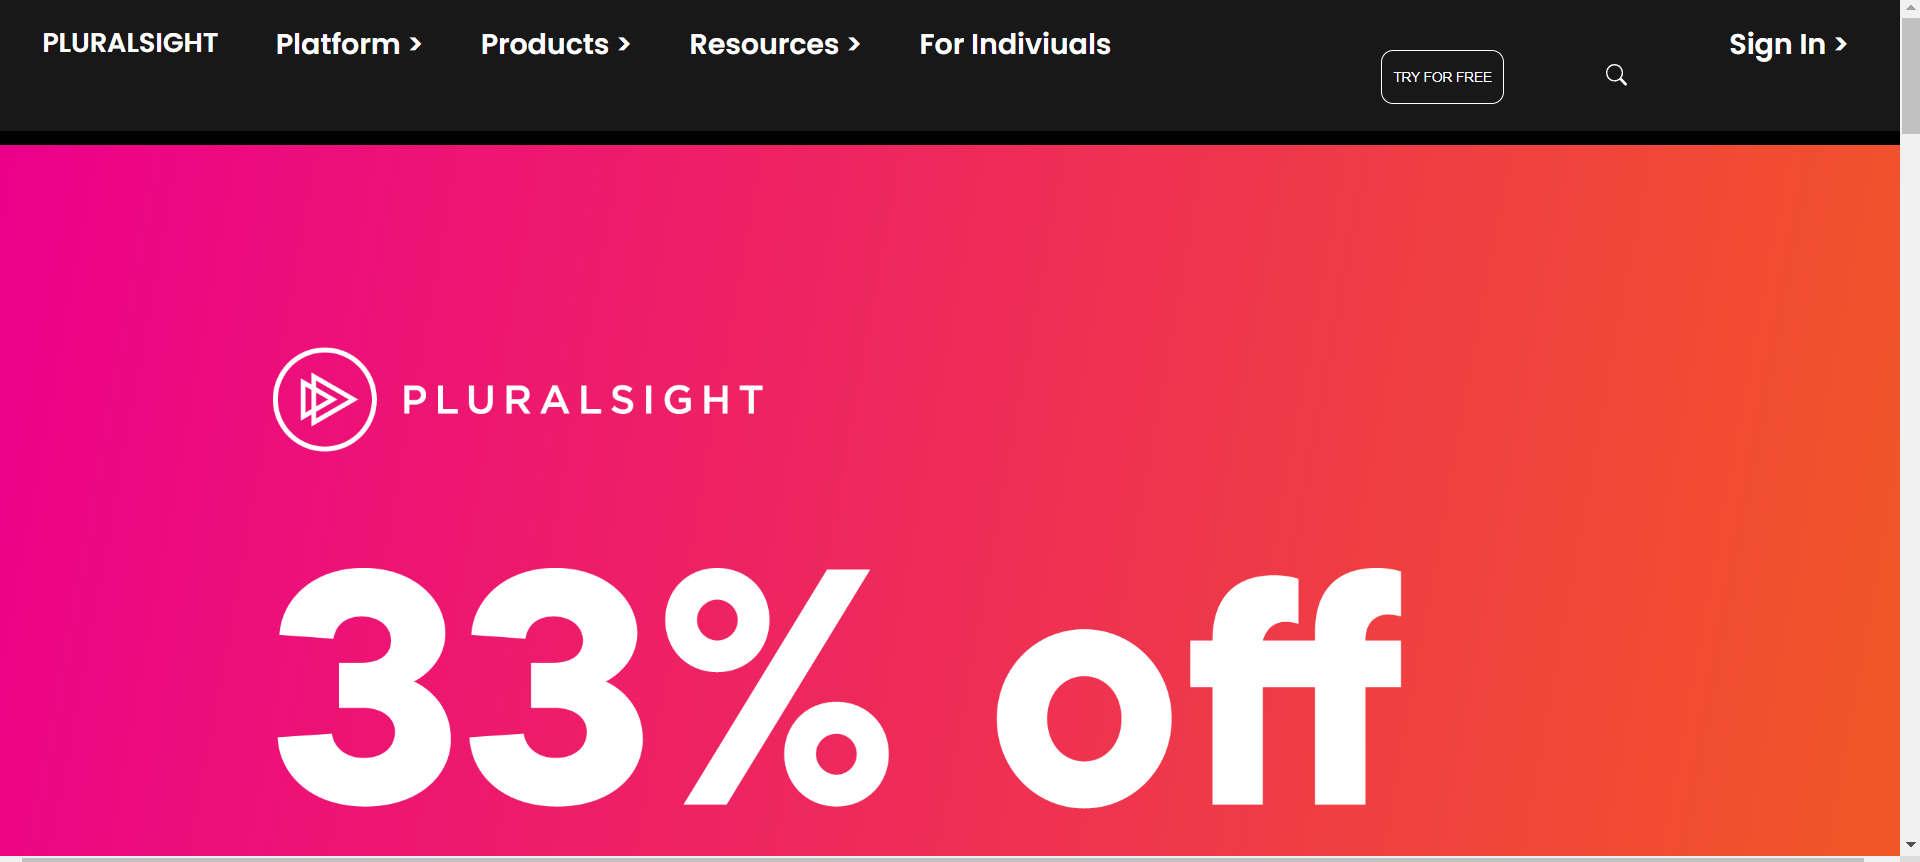 PLURALSIGHT Platform > Products > Resources > For Indiviuals Sign In >
TRY FOR FREE
PLURALSIGHT
33% off